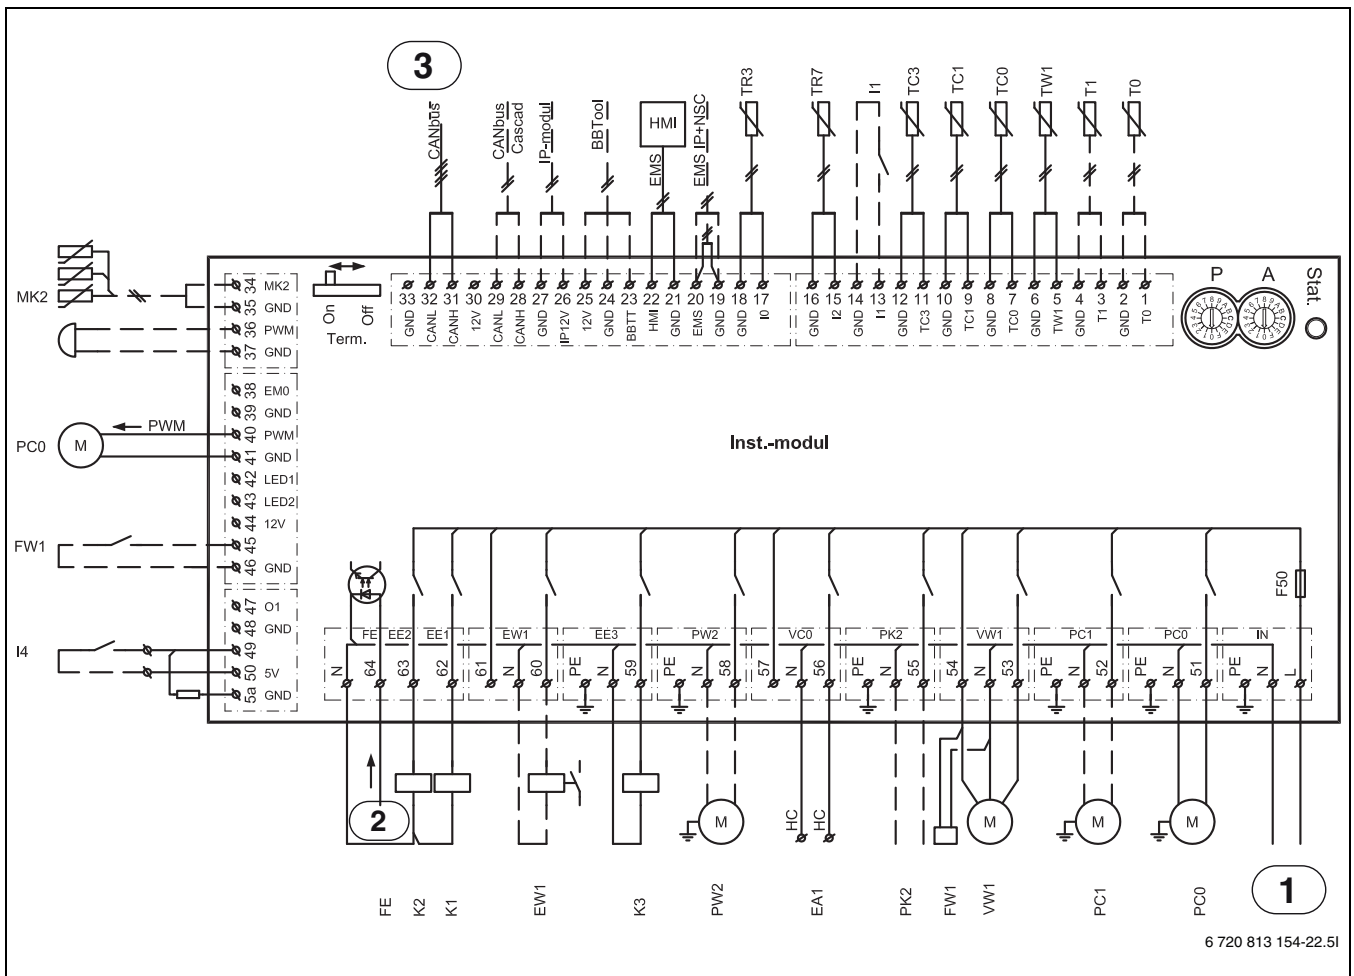 3
CANbus
CANbus
Cascad
IP-modul
BBTool
HMI
EMS
EMS IP+NSC
TR3
TR7
I1
TC3
TC1
TC0
TW1
T1
T0
MK2
34 MK2
35 GND
36 PWM
37 GND
On
Off
Term.
33 32 31 30 29 28 27 26 25 24 23 22 21 20 19 18 17
GND CANL CANH 12V CANL CANH GND IP12V 12V GND BBTT HMI GND EMS GND GND I0
16 15 14 13 12 11 10 9 8 7 6 5 4 3 2 1
GND I2 GND I1 GND TC3 GND TC1 GND TC0 GND TW1 GND T1 GND T0
P
A
Stat.
38 EM0
39 GND
PC0
M
PWM
40 PWM
41 GND
42 LED1
43 LED2
44 12V
FW1
45
46 GND
Inst.-modul
F50
47 O1
48 GND
I4
49
50 5V
5a GND
FE EE2 EE1 EW1 EE3 PW2 VC0 PK2 VW1 PC1 PC0 IN
N 64 63 62 61 N 60 PE N 59 PE N 58 57 N 56 PE N 55 54 N 53 PE N 52 PE N 51 PE N L
2
M
HC
HC
M
M
M
FE
K2
K1
EW1
K3
PW2
EA1
PK2
FW1
VW1
PC1
PC0
1
6 720 813 154-22.5I